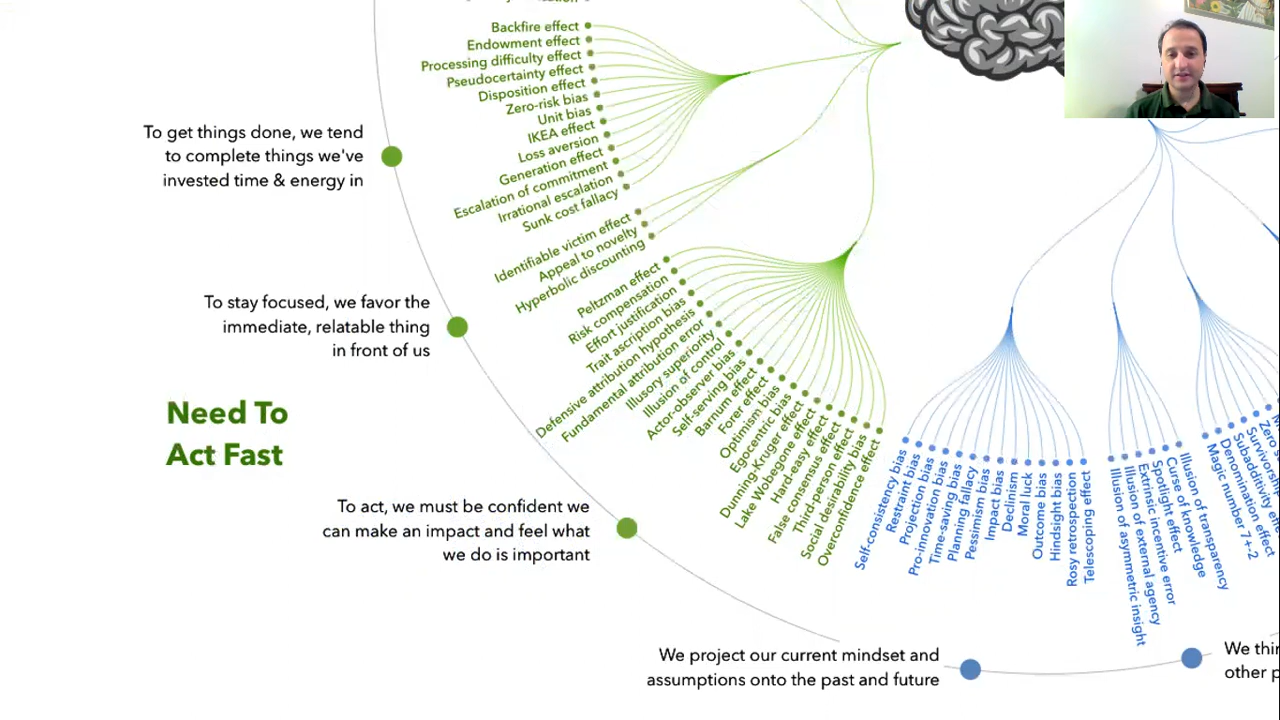 Backfire effect
Endowment effect
Processing difficulty effect
Pseudocertainty effect
Disposition effect
Zero-risk bias
Unit bias
IKEA effect
Loss aversion
Generation effect
Escalation of commitment
Irrational escalation
Sunk cost fallacy
To get things done, we tend
to complete things we've
invested time & energy in
Identifiable victim effect
Appeal to novelty
Hyperbolic discounting
To stay focused, we favor the
immediate, relatable thing
in front of us
Peltzman effect
Risk compensation
Effort justification
Trait ascription bias
Defensive attribution hypothesis
Fundamental attribution error
Illusory superiority
Illusion of control
Actor-observer bias
Self-serving bias
Barnum effect
Forer effect
Optimism bias
Egocentric bias
Dunning-Kruger effect
Lake Wobegone effect
Hard-easy effect
False consensus effect
Third-person effect
Social desirability bias
Overconfidence effect
Need To
Act Fast
To act, we must be confident we
can make an impact and feel what
we do is important
Self-consistency bias
Restraint bias
Projection bias
Pro-innovation bias
Time-saving bias
Planning fallacy
Pessimism bias
Impact bias
Declinism
Moral luck
Outcome bias
Hindsight bias
Rosy retrospection
Telescoping effect
We project our current mindset and
assumptions onto the past and future
Illusion of asymmetric insight
Illusion of external agency
Extrinsic incentive error
Spotlight effect
Curse of knowledge
Illusion of transparency
Magic number 7+-2
Denomination effect
Subadditivity effect
We thin
other p